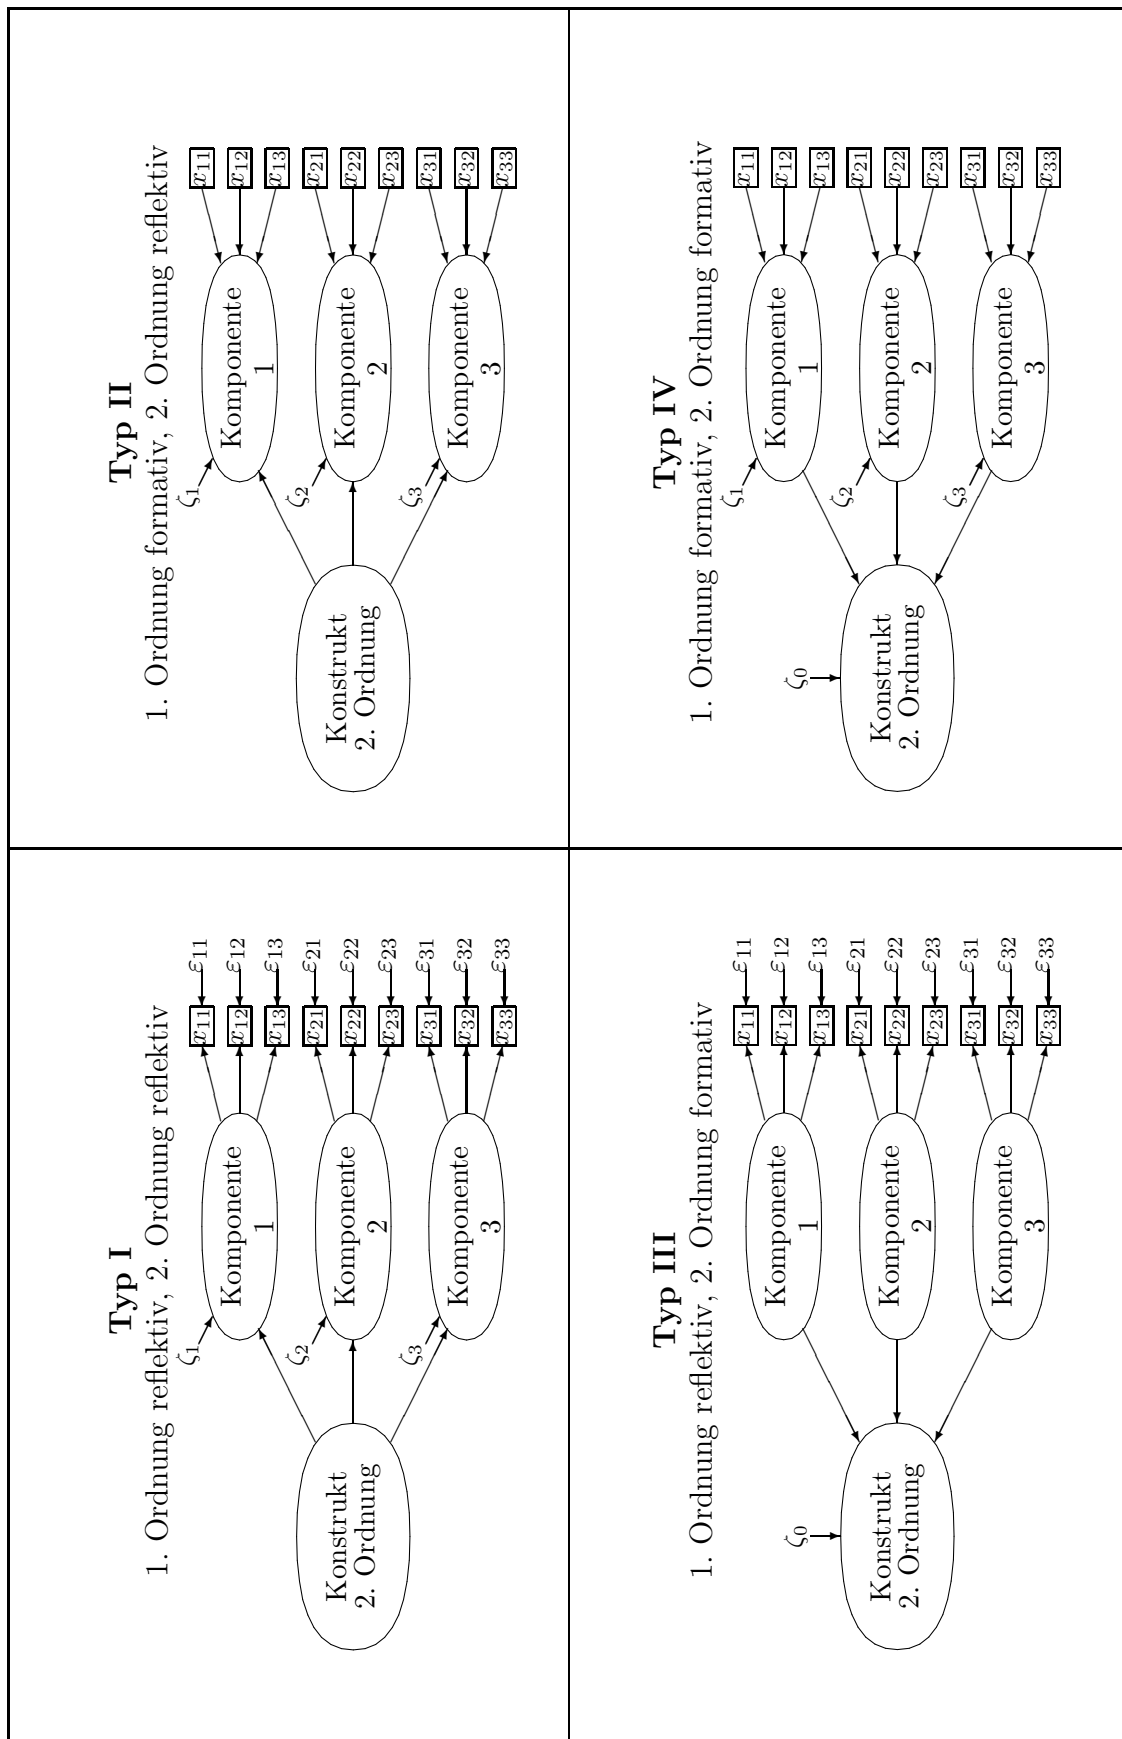 Typ I
1. Ordnung reflektiv, 2. Ordnung reflektiv
ζ1
ζ2
ζ3
Konstrukt
2. Ordnung
Komponente
1
Komponente
2
Komponente
3
x11
x12
x13
x21
x22
x23
x31
x32
x33
ε11
ε12
ε13
ε21
ε22
ε23
ε31
ε32
ε33
Typ II
1. Ordnung formativ, 2. Ordnung reflektiv
ζ1
ζ2
ζ3
Konstrukt
2. Ordnung
Komponente
1
Komponente
2
Komponente
3
x11
x12
x13
x21
x22
x23
x31
x32
x33
Typ III
1. Ordnung reflektiv, 2. Ordnung formativ
ζ0
Konstrukt
2. Ordnung
Komponente
1
Komponente
2
Komponente
3
x11
x12
x13
x21
x22
x23
x31
x32
x33
ε11
ε12
ε13
ε21
ε22
ε23
ε31
ε32
ε33
Typ IV
1. Ordnung formativ, 2. Ordnung formativ
ζ0
ζ1
ζ2
ζ3
Konstrukt
2. Ordnung
Komponente
1
Komponente
2
Komponente
3
x11
x12
x13
x21
x22
x23
x31
x32
x33